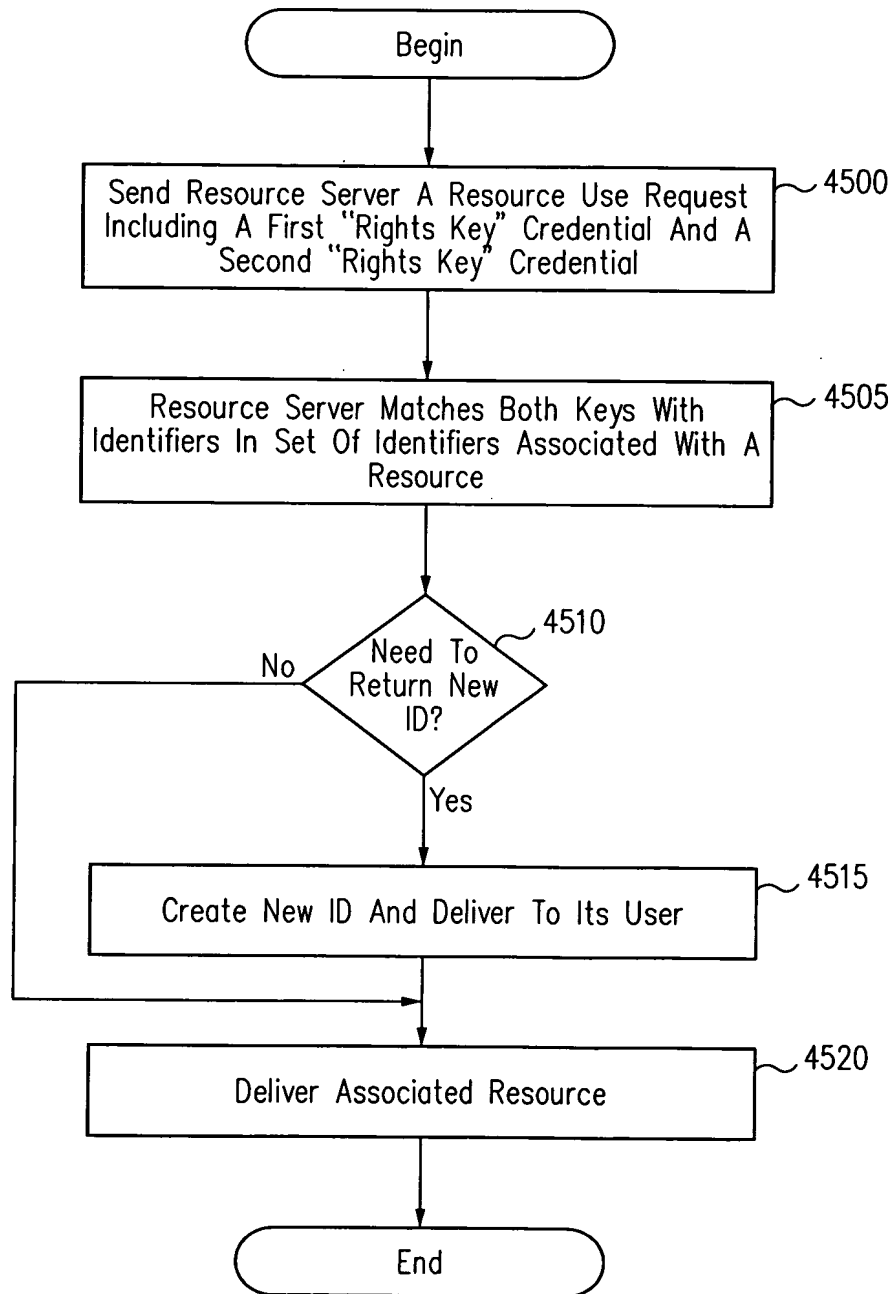 Begin
Send Resource Server A Resource Use Request
Including A First "Rights Key" Credential And A
Second "Rights Key" Credential
4500
Resource Server Matches Both Keys With
Identifiers In Set Of Identifiers Associated With A
Resource
4505
Need To
Return New
ID?
4510
No
Yes
Create New ID And Deliver To Its User
4515
Deliver Associated Resource
4520
End